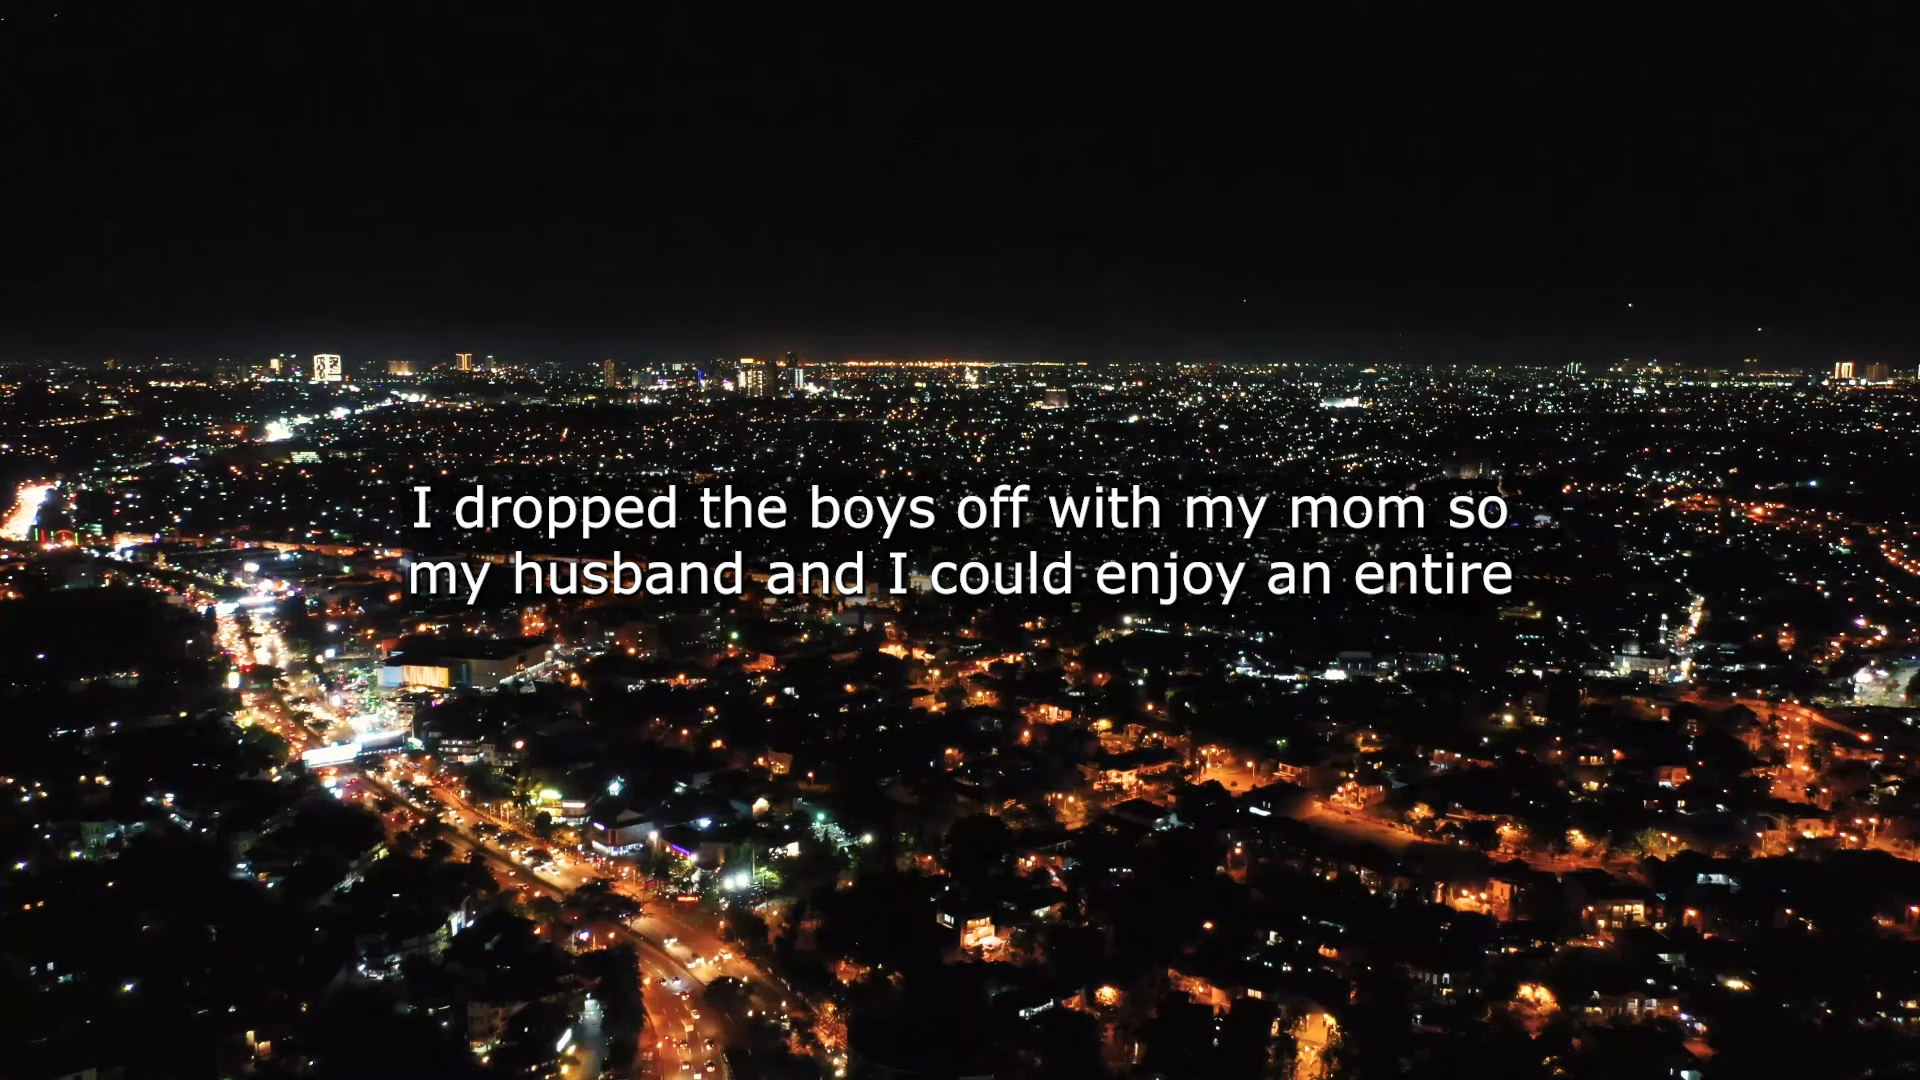 I dropped the boys off with my mom so
my husband and I could enjoy an entire